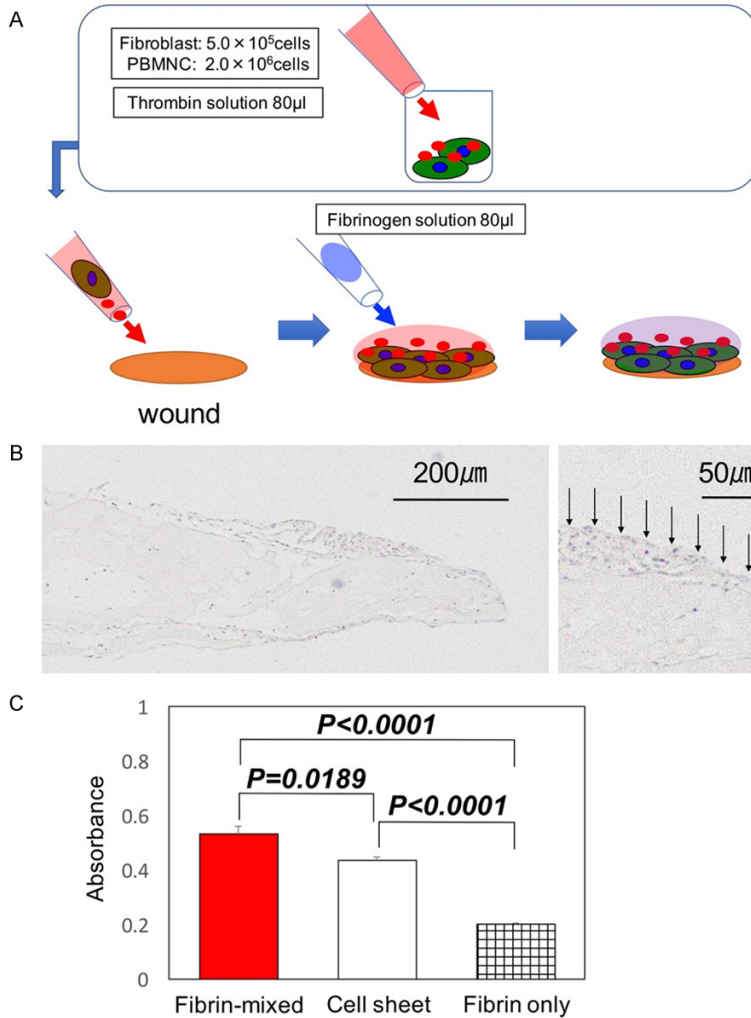 A
Fibroblast: 5.0 × 10⁵cells
PBMNC: 2.0 × 10⁶cells
Thrombin solution 80μl
Fibrinogen solution 80μl
wound
B
200μm
50μm
C
1
0.8
0.6
0.4
0.2
0
Absorbance
P<0.0001
P=0.0189
P<0.0001
Fibrin-mixed
Cell sheet
Fibrin only